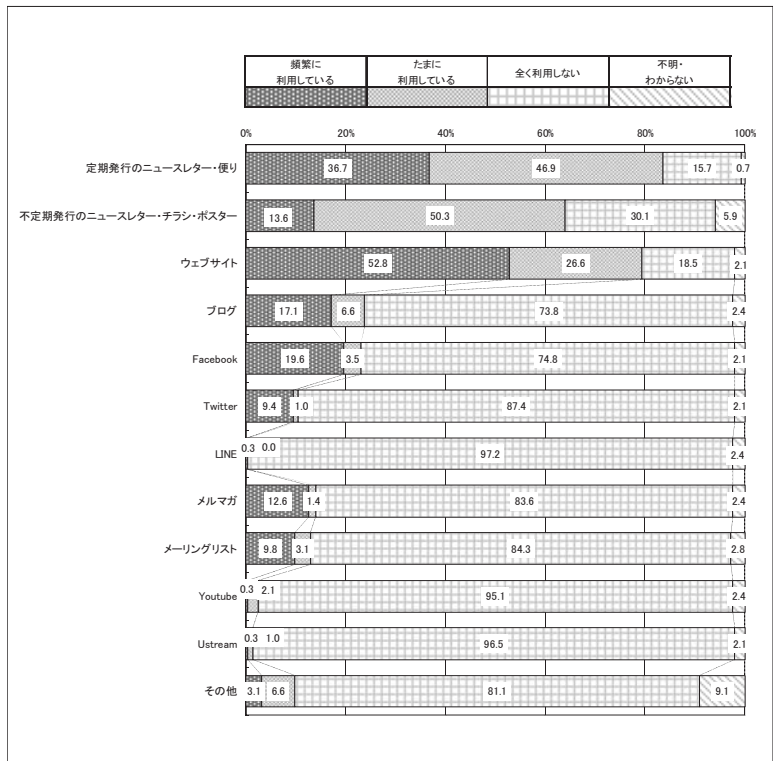 頻繁に
利用している
たまに
利用している
全く利用しない
不明・
わからない
0% 20% 40% 60% 80% 100%
定期発行のニュースレター・便り 36.7 46.9 15.7 0.7
不定期発行のニュースレター・チラシ・ポスター 13.6 50.3 30.1 5.9
ウェブサイト 52.8 26.6 18.5 2.1
ブログ 17.1 6.6 73.8 2.4
Facebook 19.6 3.5 74.8 2.1
Twitter 9.4 1.0 87.4 2.1
LINE 0.3 0.0 97.2 2.4
メルマガ 12.6 1.4 83.6 2.4
メーリングリスト 9.8 3.1 84.3 2.8
Youtube 0.3 2.1 95.1 2.4
Ustream 0.3 1.0 96.5 2.1
その他 3.1 6.6 81.1 9.1